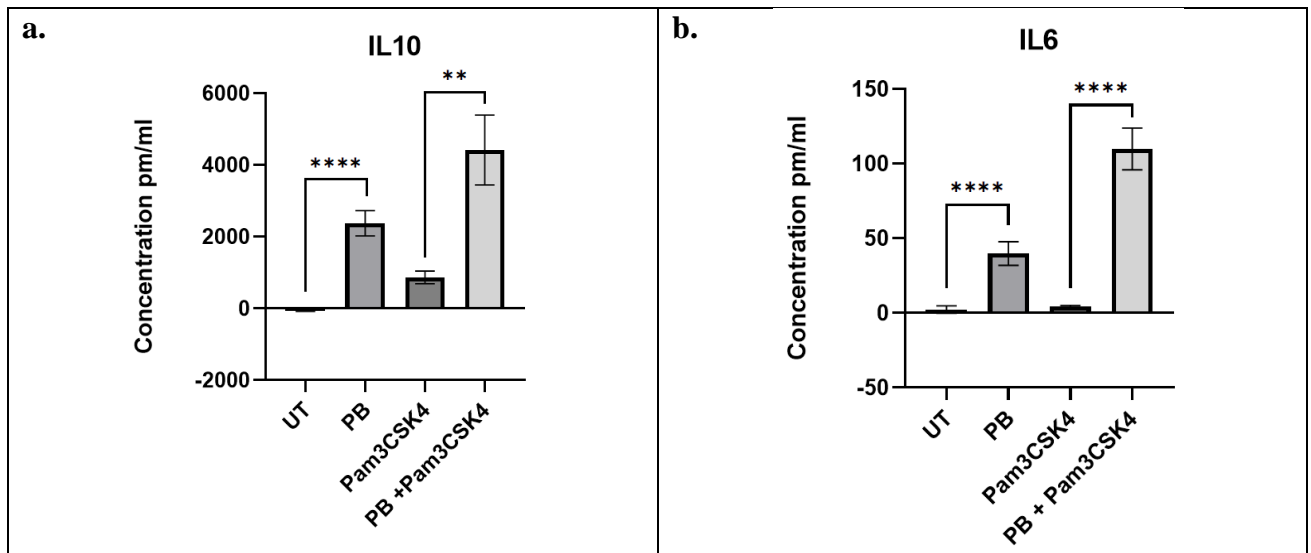 a.
IL10
**
6000
****
4000
2000
0
-2000
Concentration pm/ml
UT
PB
Pam3CSK4
PB +Pam3CSK4
b.
IL6
****
150
****
100
50
0
-50
Concentration pm/ml
UT
PB
Pam3CSK4
PB + Pam3CSK4